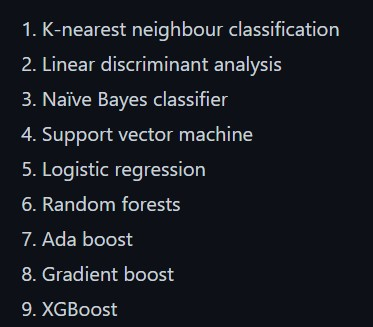 1. K-nearest neighbour classification
2. Linear discriminant analysis
3. Naïve Bayes classifier
4. Support vector machine
5. Logistic regression
6. Random forests
7. Ada boost
8. Gradient boost
9. XGBoost